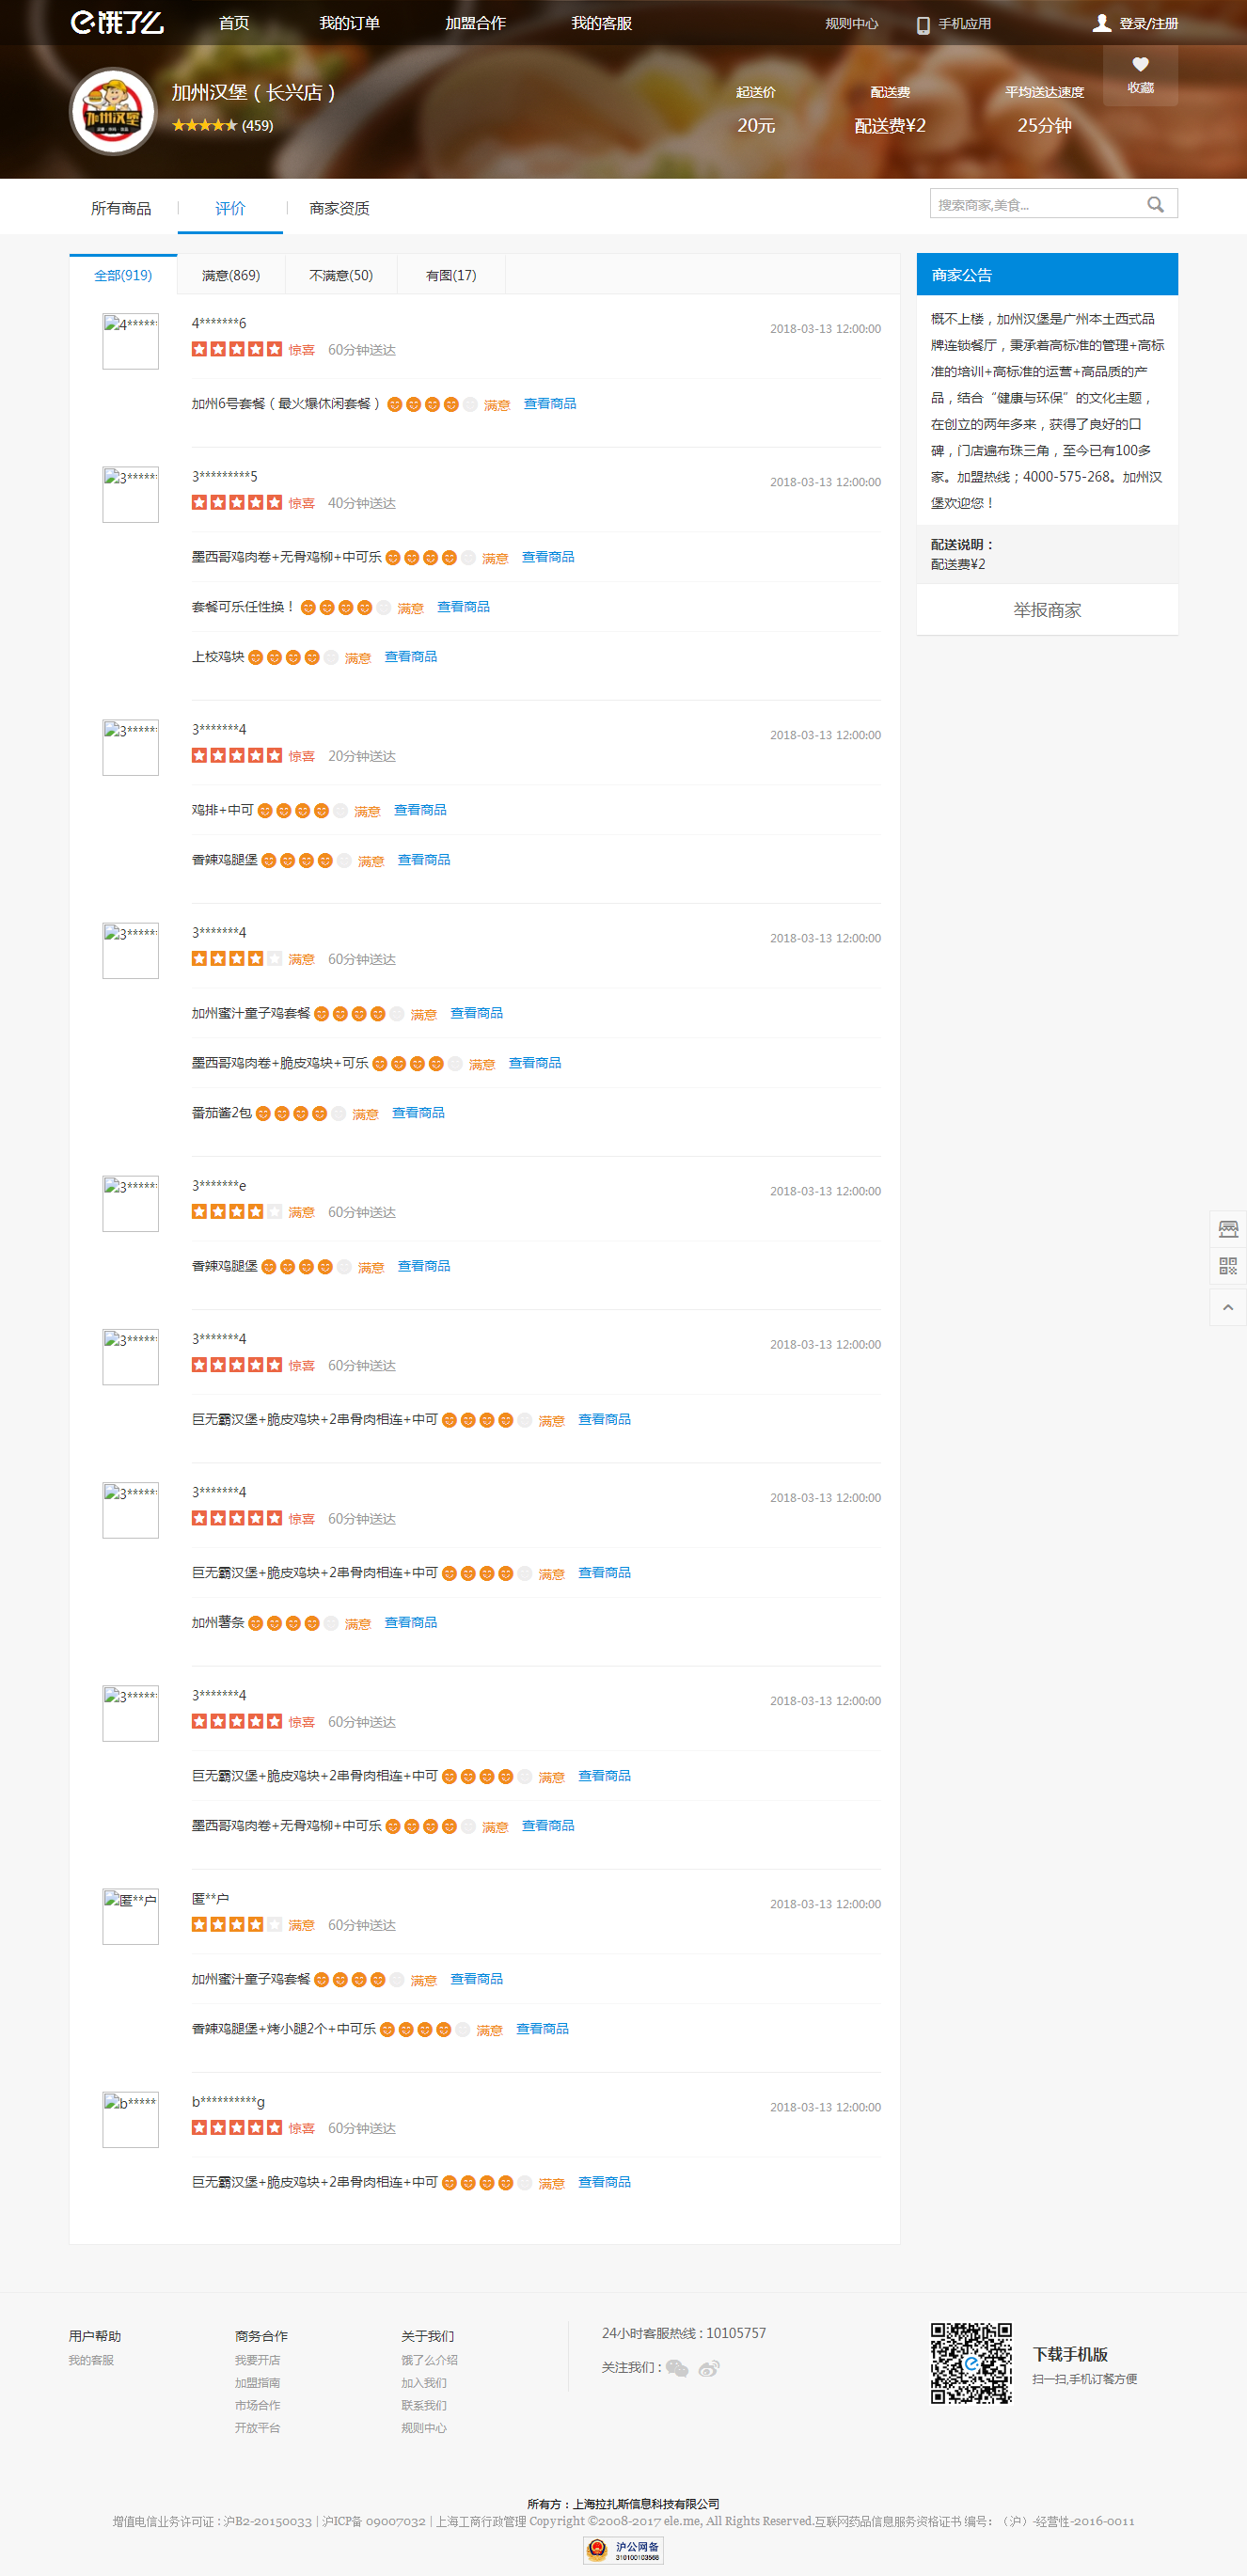 饿了么 首页 我的订单 加盟合作 我的客服 规则中心 手机应用 登录/注册
收藏
加州汉堡
加州汉堡 ( 长兴店 )
(459)
起送价 配送费 平均送达速度
20元 配送费¥2 25分钟
所有商品 评价 商家资质 搜索商家,美食...
全部(919) 满意(869) 不满意(50) 有图(17)
4******
4*******6
2018-03-13 12:00:00
惊喜 60分钟送达
加州6号套餐 ( 最火爆休闲套餐 ) 满意 查看商品
3******
3*********5
2018-03-13 12:00:00
惊喜 40分钟送达
墨西哥鸡肉卷+无骨鸡柳+中可乐 满意 查看商品
套餐可乐任性换！ 满意 查看商品
上校鸡块 满意 查看商品
3******
3*******4
2018-03-13 12:00:00
惊喜 20分钟送达
鸡排+中可 满意 查看商品
香辣鸡腿堡 满意 查看商品
3******
3*******4
2018-03-13 12:00:00
满意 60分钟送达
加州蜜汁童子鸡套餐 满意 查看商品
墨西哥鸡肉卷+脆皮鸡块+可乐 满意 查看商品
番茄酱2包 满意 查看商品
3******
3*******e
2018-03-13 12:00:00
满意 60分钟送达
香辣鸡腿堡 满意 查看商品
3******
3*******4
2018-03-13 12:00:00
惊喜 60分钟送达
巨无霸汉堡+脆皮鸡块+2串骨肉相连+中可 满意 查看商品
3******
3*******4
2018-03-13 12:00:00
惊喜 60分钟送达
巨无霸汉堡+脆皮鸡块+2串骨肉相连+中可 满意 查看商品
加州薯条 满意 查看商品
3******
3*******4
2018-03-13 12:00:00
惊喜 60分钟送达
巨无霸汉堡+脆皮鸡块+2串骨肉相连+中可 满意 查看商品
墨西哥鸡肉卷+无骨鸡柳+中可乐 满意 查看商品
匿**户
匿**户
2018-03-13 12:00:00
满意 60分钟送达
加州蜜汁童子鸡套餐 满意 查看商品
香辣鸡腿堡+烤小腿2个+中可乐 满意 查看商品
b*****
b**********g
2018-03-13 12:00:00
惊喜 60分钟送达
巨无霸汉堡+脆皮鸡块+2串骨肉相连+中可 满意 查看商品
商家公告
概不上楼，加州汉堡是广州本土西式品
牌连锁餐厅，秉承着高标准的管理+高标
准的培训+高标准的运营+高品质的产
品，结合“健康与环保”的文化主题，
在创立的两年多来，获得了良好的口
碑，门店遍布珠三角，至今已有100多
家。加盟热线；4000-575-268。加州汉
堡欢迎您！
配送说明：
配送费¥2
举报商家
用户帮助
我的客服
商务合作
我要开店
加盟指南
市场合作
开放平台
关于我们
饿了么介绍
加入我们
联系我们
规则中心
24小时客服热线 : 10105757
关注我们 :
下载手机版
扫一扫,手机订餐方便
所有方：上海拉扎斯信息科技有限公司
增值电信业务许可证 : 沪B2-20150033 | 沪ICP备 09007032 | 上海工商行政管理 Copyright ©2008-2017 ele.me, All Rights Reserved.互联网药品信息服务资格证书 编号：（沪）-经营性-2016-0011
沪公网备
310100103568